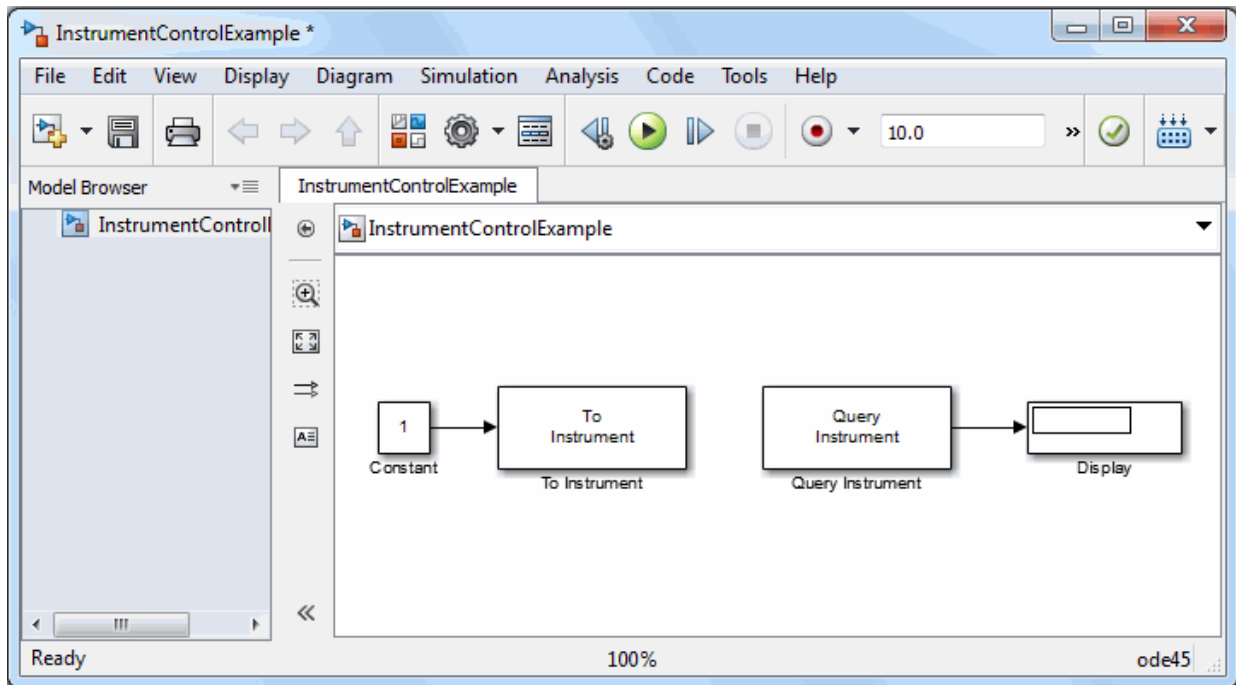 InstrumentControlExample *
File Edit View Display Diagram Simulation Analysis Code Tools Help
10.0
»
Model Browser
InstrumentControlExample
InstrumentControll
InstrumentControlExample
1
To
Instrument
Query
Instrument
Constant
To Instrument
Query Instrument
Display
Ready
100%
ode45